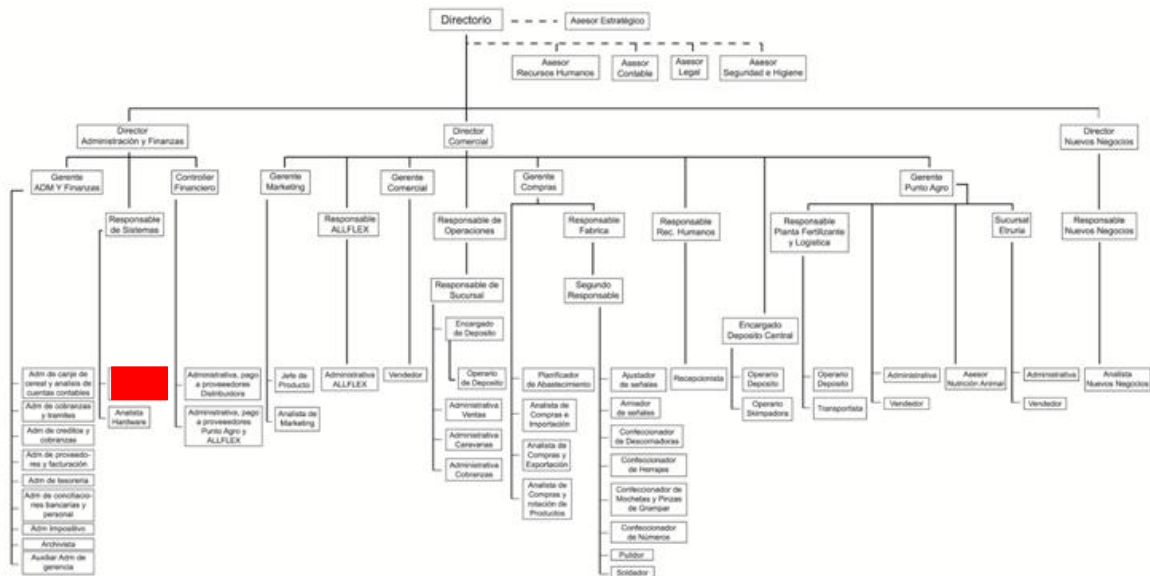 Directorio
Asesor Estratégico
Asesor
Recursos Humanos
Asesor
Contable
Asesor
Legal
Asesor
Seguridad e Higiene
Director
Administración y Finanzas
Director
Comercial
Director
Nuevos Negocios
Gerente
ADM Y Finanzas
Controller
Financiero
Gerente
Marketing
Gerente
Comercial
Gerente
Compras
Gerente
Punto Agro
Responsable
de Sistemas
Responsable
ALLFLEX
Responsable de
Operaciones
Responsable
Fabrica
Responsable
Rec. Humanos
Responsable
Planta Fertilizante
y Logística
Sucursal
Etruria
Responsable
Nuevos Negocios
Responsable de
Sucursal
Segundo
Responsable
Encargado
de Deposito
Encargado
Deposito Central
Adm de canje de
cereal y analisis de
cuentas contables
Adm de cobranzas
y tramites
Adm de creditos y
cobranzas
Adm de proveedo-
res y facturación
Adm de tesoreria
Adm de conciliacio-
nes bancarias y
personal
Adm Impositivo
Archivista
Auxiliar Adm de
gerencia
Analista
Hardware
Administrativa, pago
a proveeedores
Distribuidora
Administrativa, pago
a proveedores
Punto Agro y
ALLFLEX
Jefe de
Producto
Analista de
Marketing
Administrativa
ALLFLEX
Vendedor
Operario
de Deposito
Administrativa
Ventas
Administrativa
Caravanas
Administrativa
Cobranzas
Planificador
de Abastecimiento
Analista de
Compras e
Importación
Analista de
Compras y
Exportación
Analista de
Compras y
rotación de
Productos
Ajustador
de señales
Armador
de señales
Confeccionador
de Descornadoras
Confeccionador
de Herrajes
Confeccionador de
Mochetas y Pinzas
de Grampar
Confeccionador
de Números
Pulidor
Soldador
Recepcionista
Operario
Deposito
Operario
Skimpadora
Operario
Deposito
Transportista
Administrativa
Vendedor
Asesor
Nutrición Animal
Administrativa
Vendedor
Analista
Nuevos Negocios